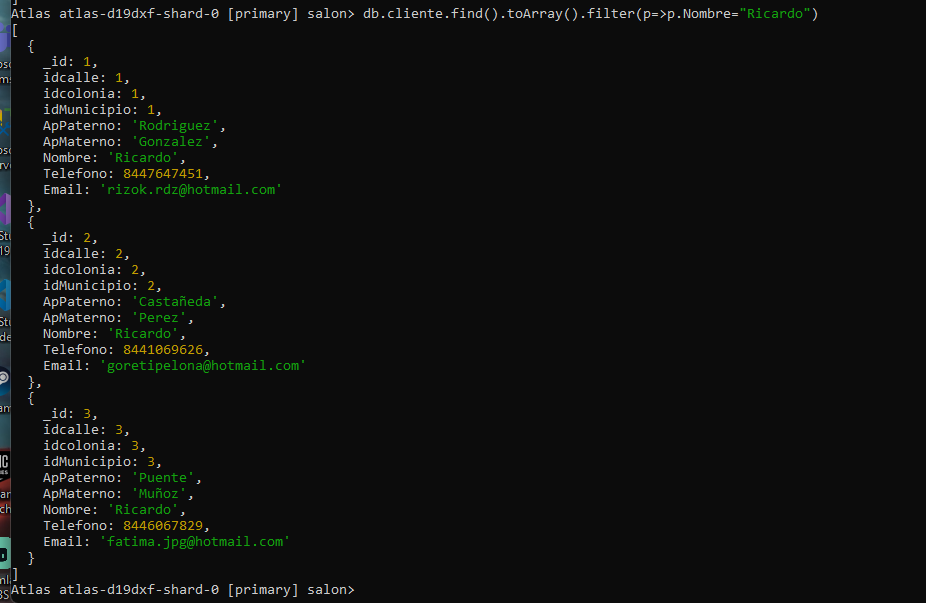 Atlas atlas-d19dxf-shard-0 [primary] salon> db.cliente.find().toArray().filter(p=>p.Nombre="Ricardo")
[
  {
    _id: 1,
    idcalle: 1,
    idcolonia: 1,
    idMunicipio: 1,
    ApPaterno: 'Rodriguez',
    ApMaterno: 'Gonzalez',
    Nombre: 'Ricardo',
    Telefono: 8447647451,
    Email: 'rizok.rdz@hotmail.com'
  },
  {
    _id: 2,
    idcalle: 2,
    idcolonia: 2,
    idMunicipio: 2,
    ApPaterno: 'Castañeda',
    ApMaterno: 'Perez',
    Nombre: 'Ricardo',
    Telefono: 8441069626,
    Email: 'goretipelona@hotmail.com'
  },
  {
    _id: 3,
    idcalle: 3,
    idcolonia: 3,
    idMunicipio: 3,
    ApPaterno: 'Puente',
    ApMaterno: 'Muñoz',
    Nombre: 'Ricardo',
    Telefono: 8446067829,
    Email: 'fatima.jpg@hotmail.com'
  }
]
Atlas atlas-d19dxf-shard-0 [primary] salon>